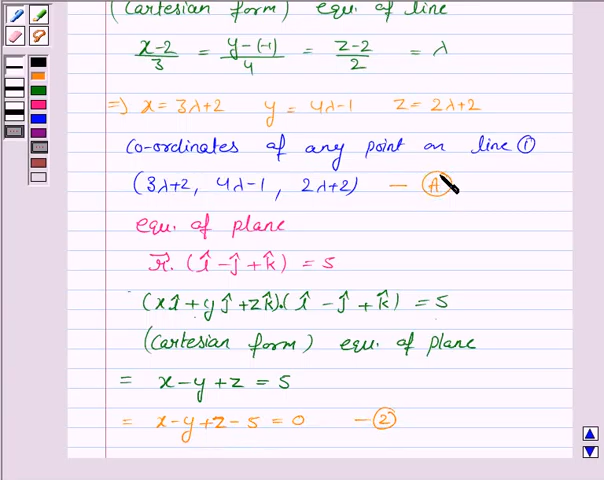 (Cartesian form) equ. of line
x-2/3 = y-(-1)/4 = z-2/2 = λ
=> x = 3λ+2 y = 4λ-1 z = 2λ+2
Co-ordinates of any point on line ①
(3λ+2, 4λ-1, 2λ+2) — Ⓐ
equ. of plane
r⃗. (î - ĵ + k̂) = 5
(xî + yĵ + zk̂).(î - ĵ + k̂) = 5
(Cartesian form) equ. of plane
= x - y + z = 5
= x - y + z - 5 = 0 — ②